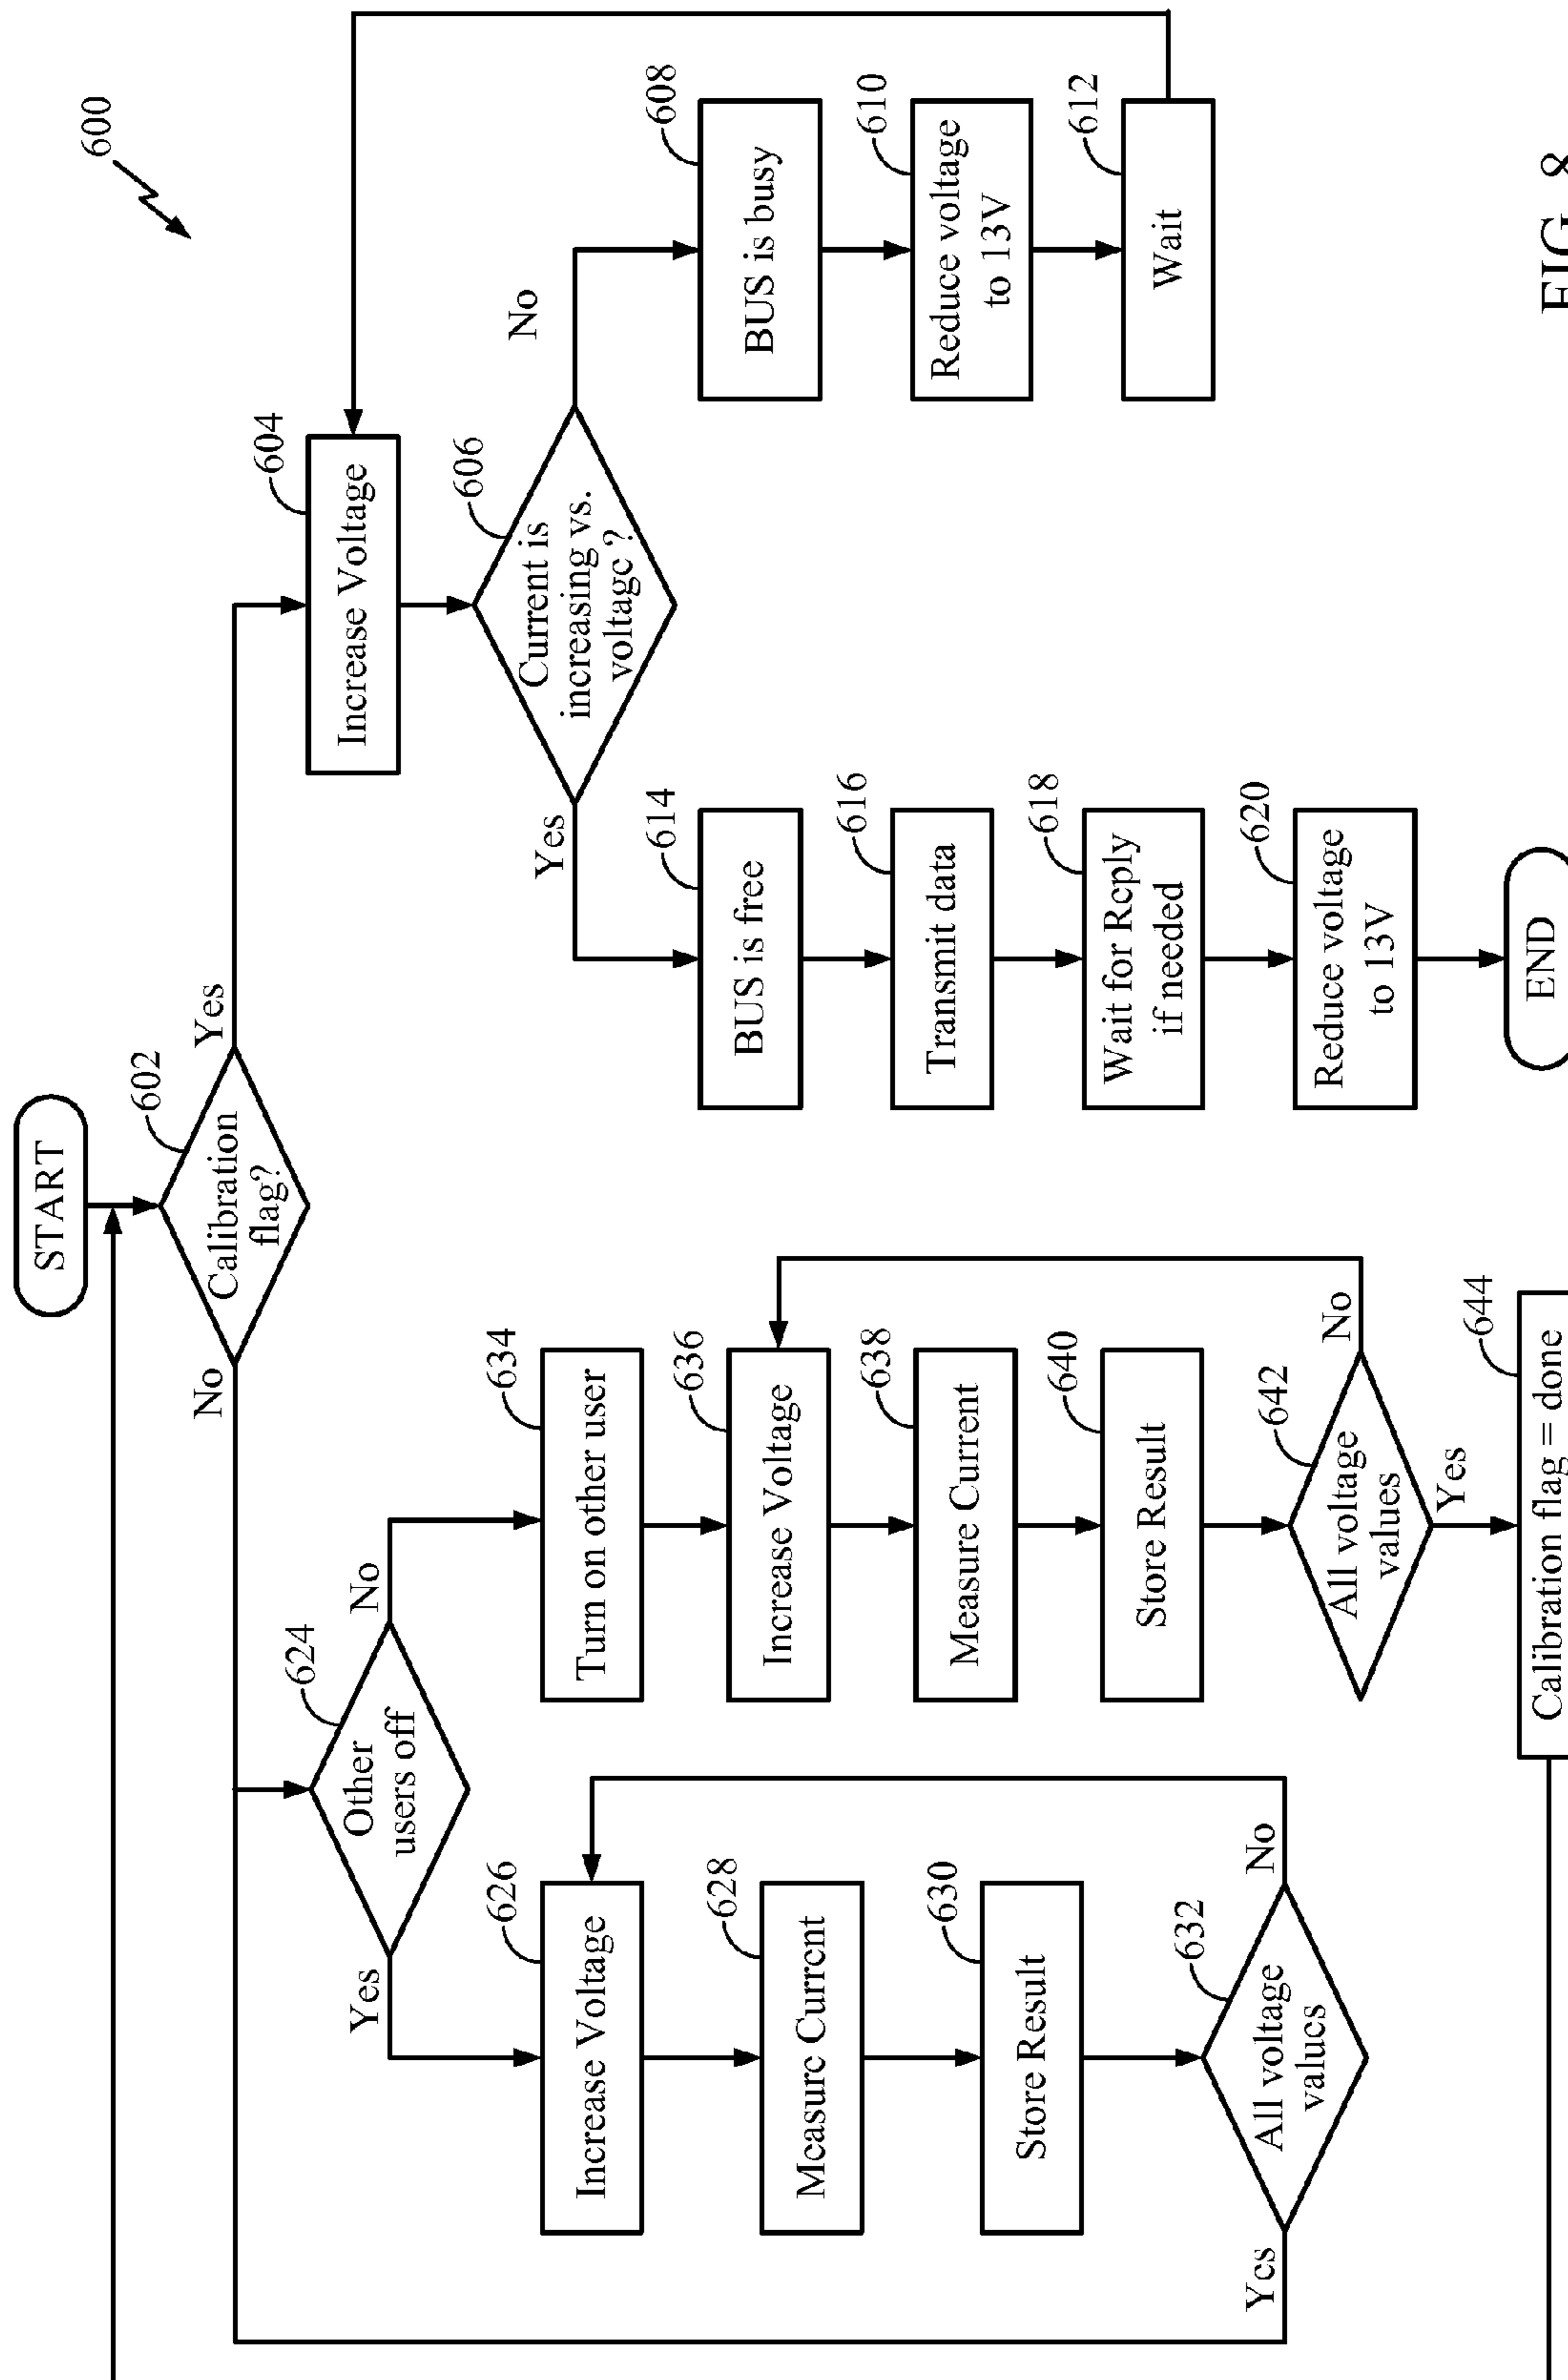 600
START
602
Calibration
flag?
No
Yes
604
Increase Voltage
606
Current is
increasing vs.
voltage ?
No
Yes
608
BUS is busy
610
Reduce voltage
to 13V
612
Wait
614
BUS is free
616
Transmit data
618
Wait for Reply
if needed
620
Reduce voltage
to 13V
END
624
Other
users off
Yes
No
626
Increase Voltage
628
Measure Current
630
Store Result
632
All voltage
values
No
Yes
634
Turn on other user
636
Increase Voltage
638
Measure Current
640
Store Result
642
All voltage
values
No
Yes
644
Calibration flag = done
FIG. 8